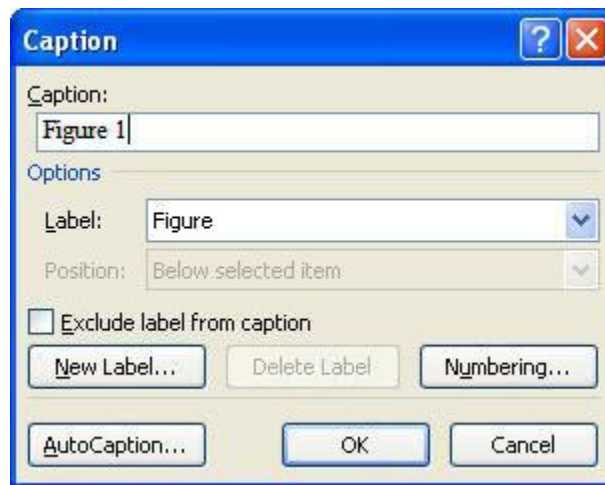 Caption
?
Caption:
Figure 1
Options
Label: Figure
Position: Below selected item
Exclude label from caption
New Label... Delete Label Numbering...
AutoCaption... OK Cancel